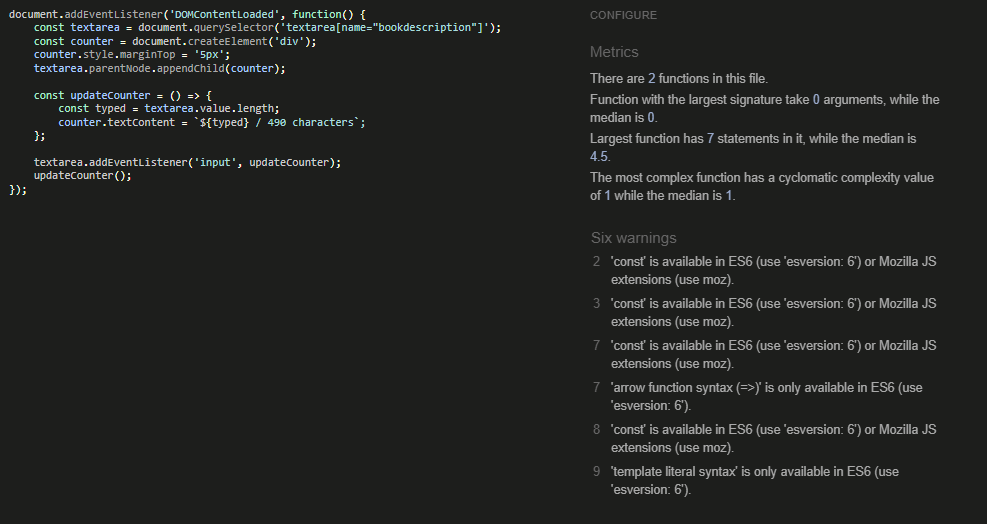 document.addEventListener('DOMContentLoaded', function() {
    const textarea = document.querySelector('textarea[name="bookdescription"]');
    const counter = document.createElement('div');
    counter.style.marginTop = '5px';
    textarea.parentNode.appendChild(counter);

    const updateCounter = () => {
        const typed = textarea.value.length;
        counter.textContent = `${typed} / 490 characters`;
    };

    textarea.addEventListener('input', updateCounter);
    updateCounter();
});
CONFIGURE
Metrics
There are 2 functions in this file.
Function with the largest signature take 0 arguments, while the
median is 0.
Largest function has 7 statements in it, while the median is
4.5.
The most complex function has a cyclomatic complexity value
of 1 while the median is 1.
Six warnings
2 'const' is available in ES6 (use 'esversion: 6') or Mozilla JS
extensions (use moz).
3 'const' is available in ES6 (use 'esversion: 6') or Mozilla JS
extensions (use moz).
7 'const' is available in ES6 (use 'esversion: 6') or Mozilla JS
extensions (use moz).
7 'arrow function syntax (=>)' is only available in ES6 (use
'esversion: 6').
8 'const' is available in ES6 (use 'esversion: 6') or Mozilla JS
extensions (use moz).
9 'template literal syntax' is only available in ES6 (use
'esversion: 6').